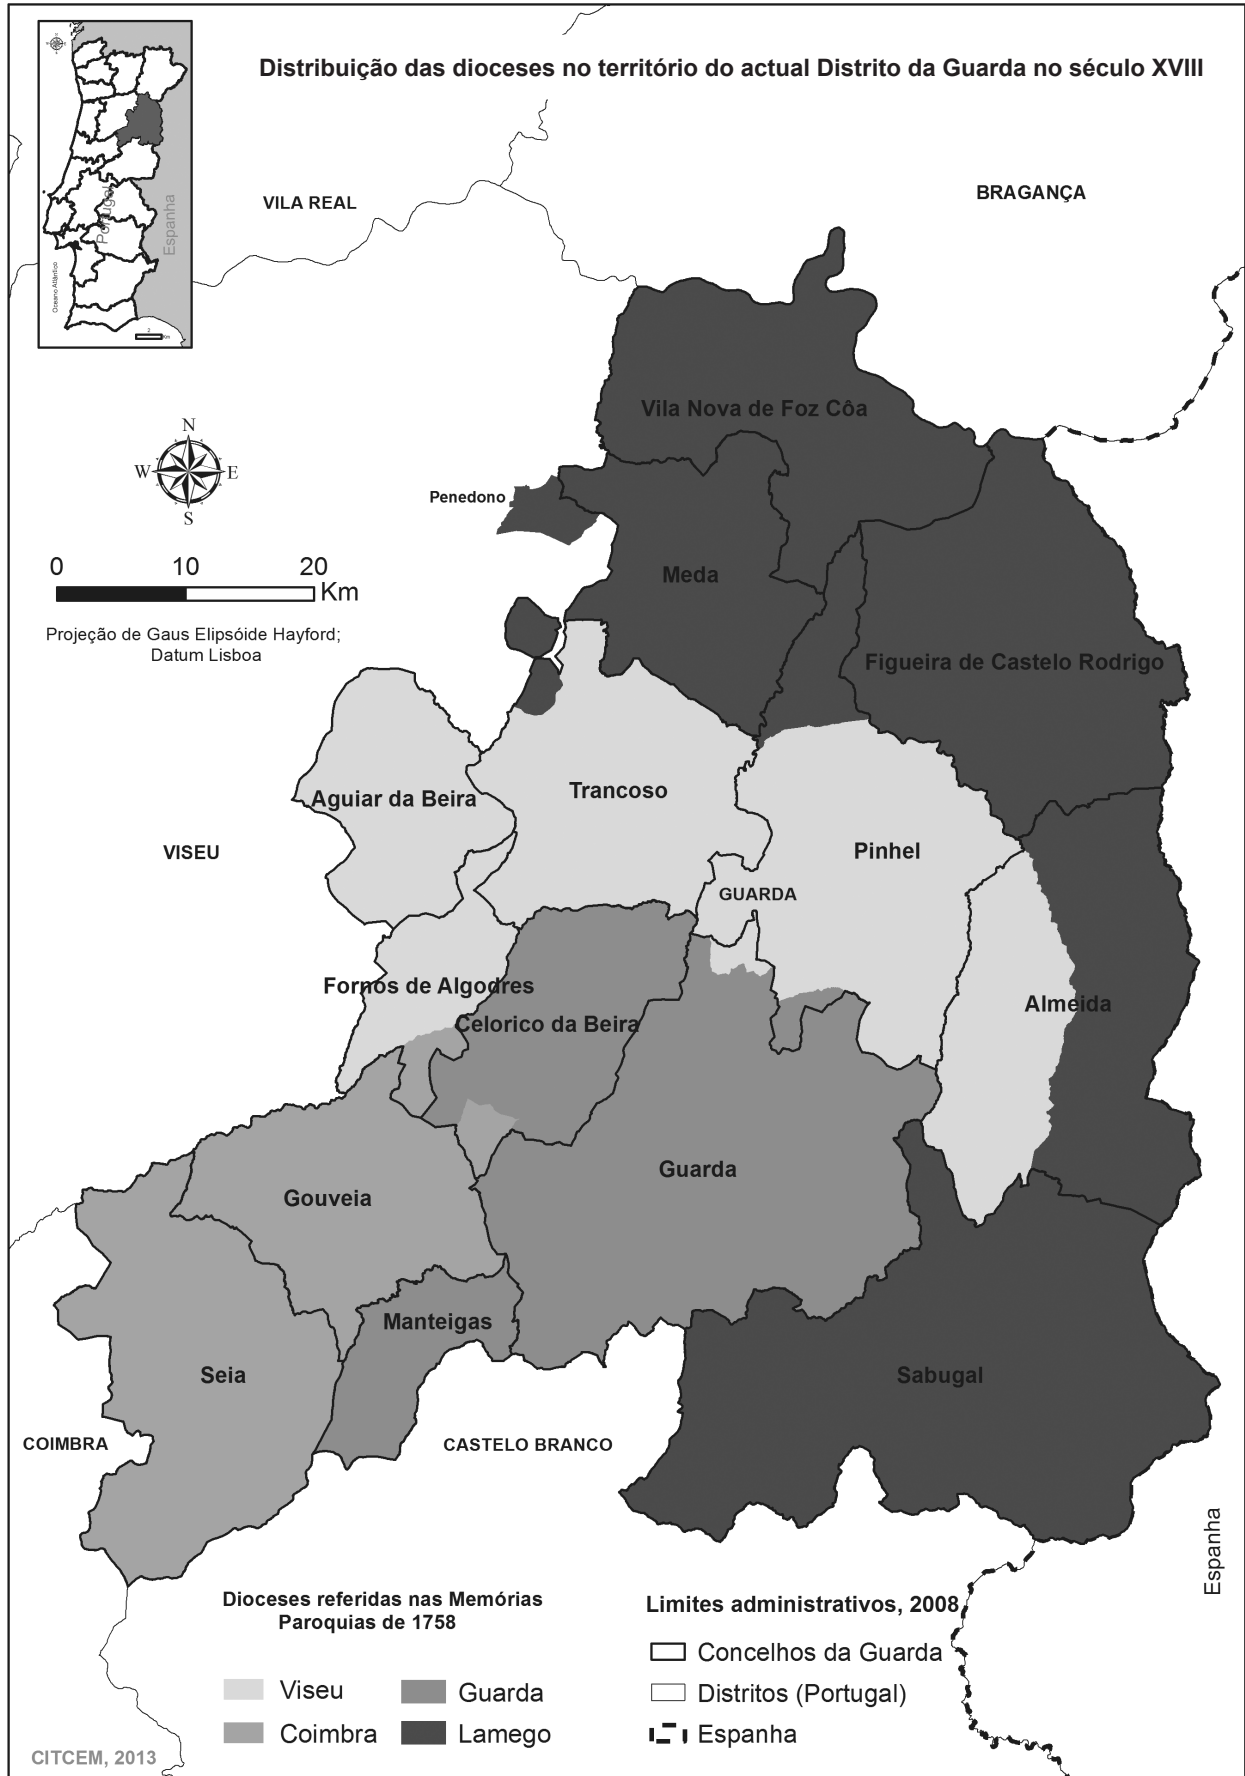 Distribuição das dioceses no território do actual Distrito da Guarda no século XVIII
Portugal
Espanha
Oceano Atlântico
2
Km
VILA REAL
BRAGANÇA
N
W
E
S
Vila Nova de Foz Côa
Penedono
0 10 20
Km
Meda
Projeção de Gaus Elipsóide Hayford;
Datum Lisboa
Figueira de Castelo Rodrigo
Aguiar da Beira
Trancoso
VISEU
Pinhel
GUARDA
Fornos de Algodres
Almeida
Celorico da Beira
Guarda
Gouveia
Manteigas
Seia
Sabugal
COIMBRA
CASTELO BRANCO
Espanha
Dioceses referidas nas Memórias
Paroquias de 1758
Viseu
Guarda
Coimbra
Lamego
Limites administrativos, 2008
Concelhos da Guarda
Distritos (Portugal)
Espanha
CITCEM, 2013